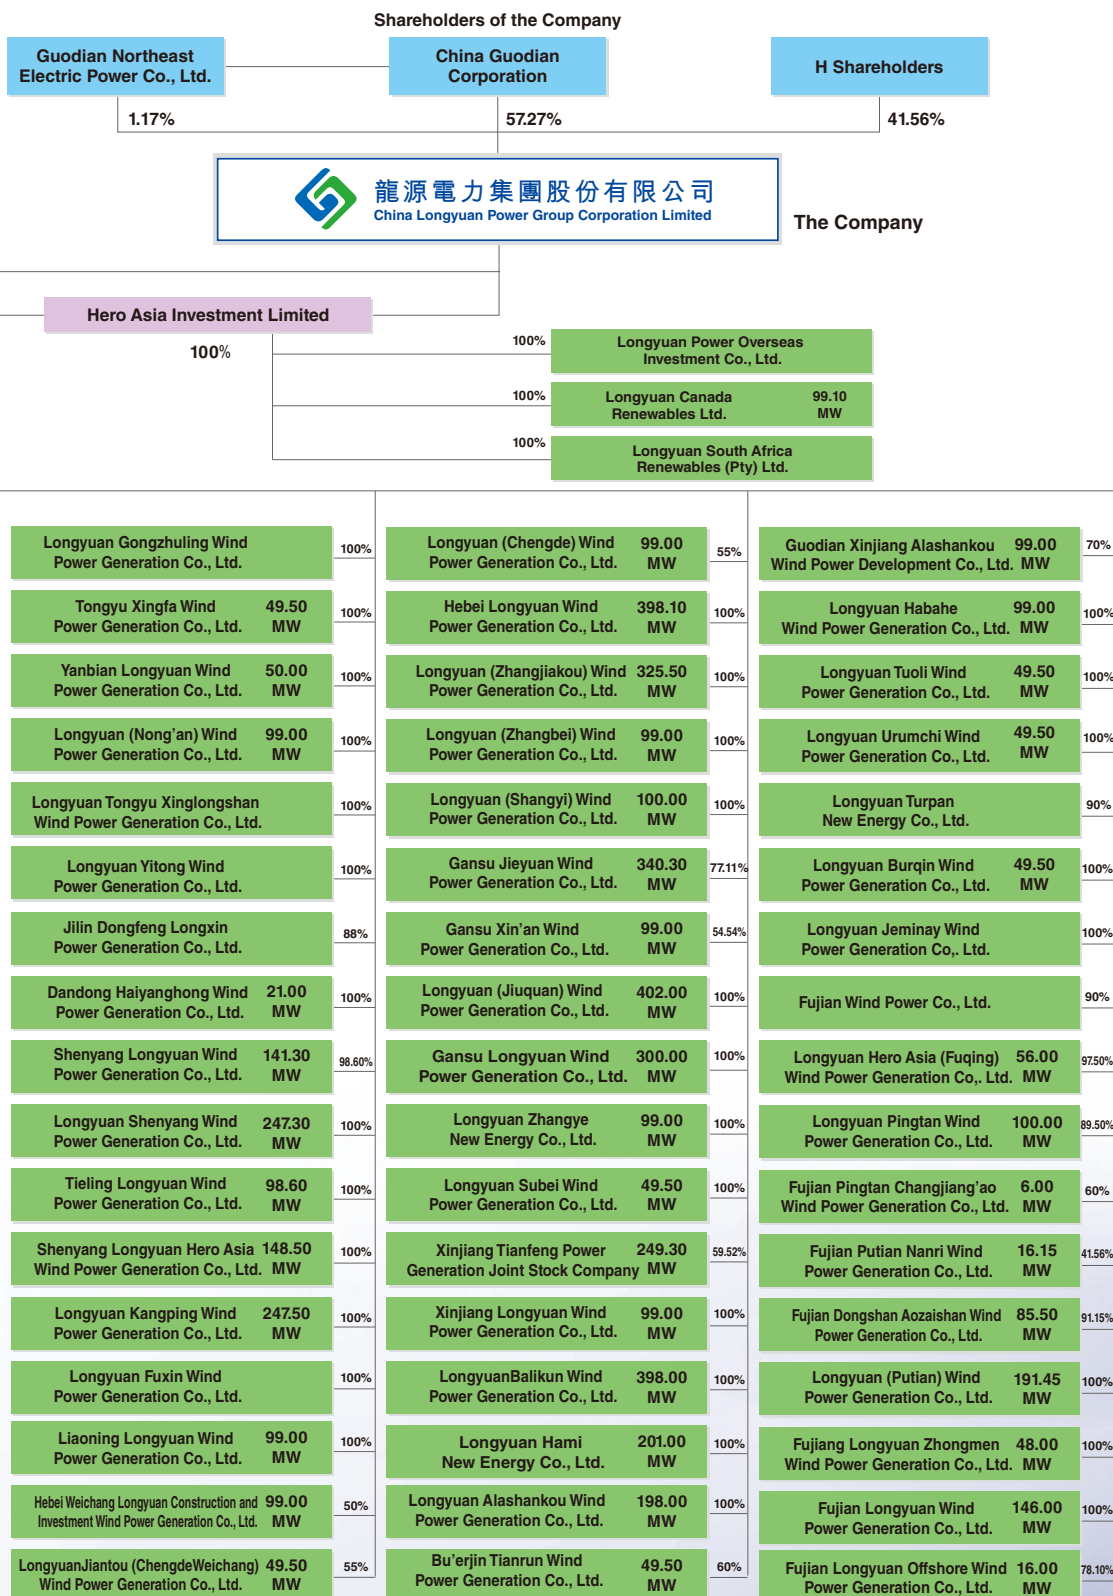 Shareholders of the Company
Guodian Northeast
Electric Power Co., Ltd.
China Guodian
Corporation
H Shareholders
1.17%
57.27%
41.56%
龍源電力集團股份有限公司
China Longyuan Power Group Corporation Limited
The Company
Hero Asia Investment Limited
100%
100%
Longyuan Power Overseas
Investment Co., Ltd.
100%
Longyuan Canada 99.10
Renewables Ltd. MW
100%
Longyuan South Africa
Renewables (Pty) Ltd.
Longyuan Gongzhuling Wind
Power Generation Co., Ltd.
100%
Tongyu Xingfa Wind 49.50
Power Generation Co., Ltd. MW
100%
Yanbian Longyuan Wind 50.00
Power Generation Co., Ltd. MW
100%
Longyuan (Nong'an) Wind 99.00
Power Generation Co., Ltd. MW
100%
Longyuan Tongyu Xinglongshan
Wind Power Generation Co., Ltd.
100%
Longyuan Yitong Wind
Power Generation Co., Ltd.
100%
Jilin Dongfeng Longxin
Power Generation Co., Ltd.
88%
Dandong Haiyanghong Wind 21.00
Power Generation Co., Ltd. MW
100%
Shenyang Longyuan Wind 141.30
Power Generation Co., Ltd. MW
98.60%
Longyuan Shenyang Wind 247.30
Power Generation Co., Ltd. MW
100%
Tieling Longyuan Wind 98.60
Power Generation Co., Ltd. MW
100%
Shenyang Longyuan Hero Asia 148.50
Wind Power Generation Co., Ltd. MW
100%
Longyuan Kangping Wind 247.50
Power Generation Co., Ltd. MW
100%
Longyuan Fuxin Wind
Power Generation Co., Ltd.
100%
Liaoning Longyuan Wind 99.00
Power Generation Co., Ltd. MW
100%
Hebei Weichang Longyuan Construction and 99.00
Investment Wind Power Generation Co., Ltd. MW
50%
LongyuanJiantou (ChengdeWeichang) 49.50
Wind Power Generation Co., Ltd. MW
55%
Longyuan (Chengde) Wind 99.00
Power Generation Co., Ltd. MW
55%
Hebei Longyuan Wind 398.10
Power Generation Co., Ltd. MW
100%
Longyuan (Zhangjiakou) Wind 325.50
Power Generation Co., Ltd. MW
100%
Longyuan (Zhangbei) Wind 99.00
Power Generation Co., Ltd. MW
100%
Longyuan (Shangyi) Wind 100.00
Power Generation Co., Ltd. MW
100%
Gansu Jieyuan Wind 340.30
Power Generation Co., Ltd. MW
77.11%
Gansu Xin'an Wind 99.00
Power Generation Co., Ltd. MW
54.54%
Longyuan (Jiuquan) Wind 402.00
Power Generation Co., Ltd. MW
100%
Gansu Longyuan Wind 300.00
Power Generation Co., Ltd. MW
100%
Longyuan Zhangye 99.00
New Energy Co., Ltd. MW
100%
Longyuan Subei Wind 49.50
Power Generation Co., Ltd. MW
100%
Xinjiang Tianfeng Power 249.30
Generation Joint Stock Company MW
59.52%
Xinjiang Longyuan Wind 99.00
Power Generation Co., Ltd. MW
100%
LongyuanBalikun Wind 398.00
Power Generation Co., Ltd. MW
100%
Longyuan Hami 201.00
New Energy Co., Ltd. MW
100%
Longyuan Alashankou Wind 198.00
Power Generation Co., Ltd. MW
100%
Bu'erjin Tianrun Wind 49.50
Power Generation Co., Ltd. MW
60%
Guodian Xinjiang Alashankou 99.00
Wind Power Development Co., Ltd. MW
70%
Longyuan Habahe 99.00
Wind Power Generation Co., Ltd. MW
100%
Longyuan Tuoli Wind 49.50
Power Generation Co., Ltd. MW
100%
Longyuan Urumchi Wind 49.50
Power Generation Co., Ltd. MW
100%
Longyuan Turpan
New Energy Co., Ltd.
90%
Longyuan Burqin Wind 49.50
Power Generation Co., Ltd. MW
100%
Longyuan Jeminay Wind
Power Generation Co,. Ltd.
100%
Fujian Wind Power Co., Ltd.
90%
Longyuan Hero Asia (Fuqing) 56.00
Wind Power Generation Co,. Ltd. MW
97.50%
Longyuan Pingtan Wind 100.00
Power Generation Co., Ltd. MW
89.50%
Fujian Pingtan Changjiang'ao 6.00
Wind Power Generation Co., Ltd. MW
60%
Fujian Putian Nanri Wind 16.15
Power Generation Co., Ltd. MW
41.56%
Fujian Dongshan Aozaishan Wind 85.50
Power Generation Co., Ltd. MW
91.15%
Longyuan (Putian) Wind 191.45
Power Generation Co., Ltd. MW
100%
Fujiang Longyuan Zhongmen 48.00
Wind Power Generation Co., Ltd. MW
100%
Fujian Longyuan Wind 146.00
Power Generation Co., Ltd. MW
100%
Fujian Longyuan Offshore Wind 16.00
Power Generation Co., Ltd. MW
78.10%